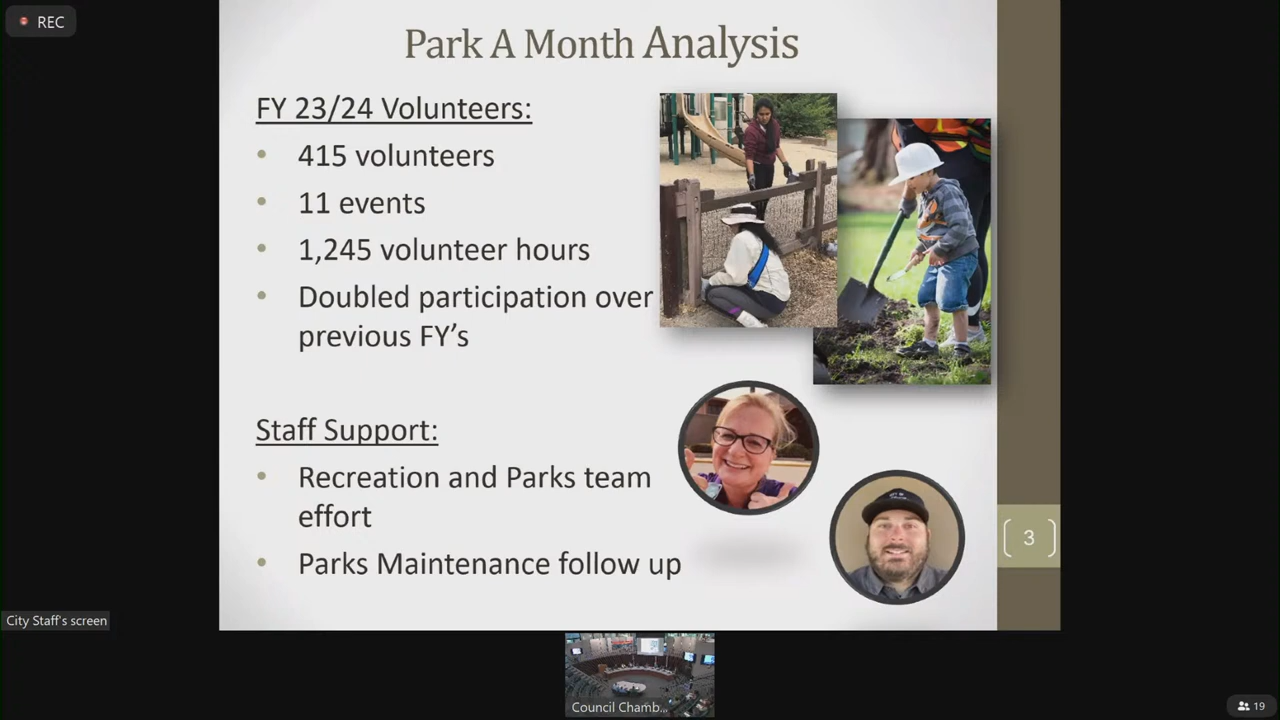 REC
Park A Month Analysis
FY 23/24 Volunteers:
• 415 volunteers
• 11 events
• 1,245 volunteer hours
• Doubled participation over
previous FY's
Staff Support:
• Recreation and Parks team
effort
• Parks Maintenance follow up
3
City Staff's screen
Council Chamb...
19